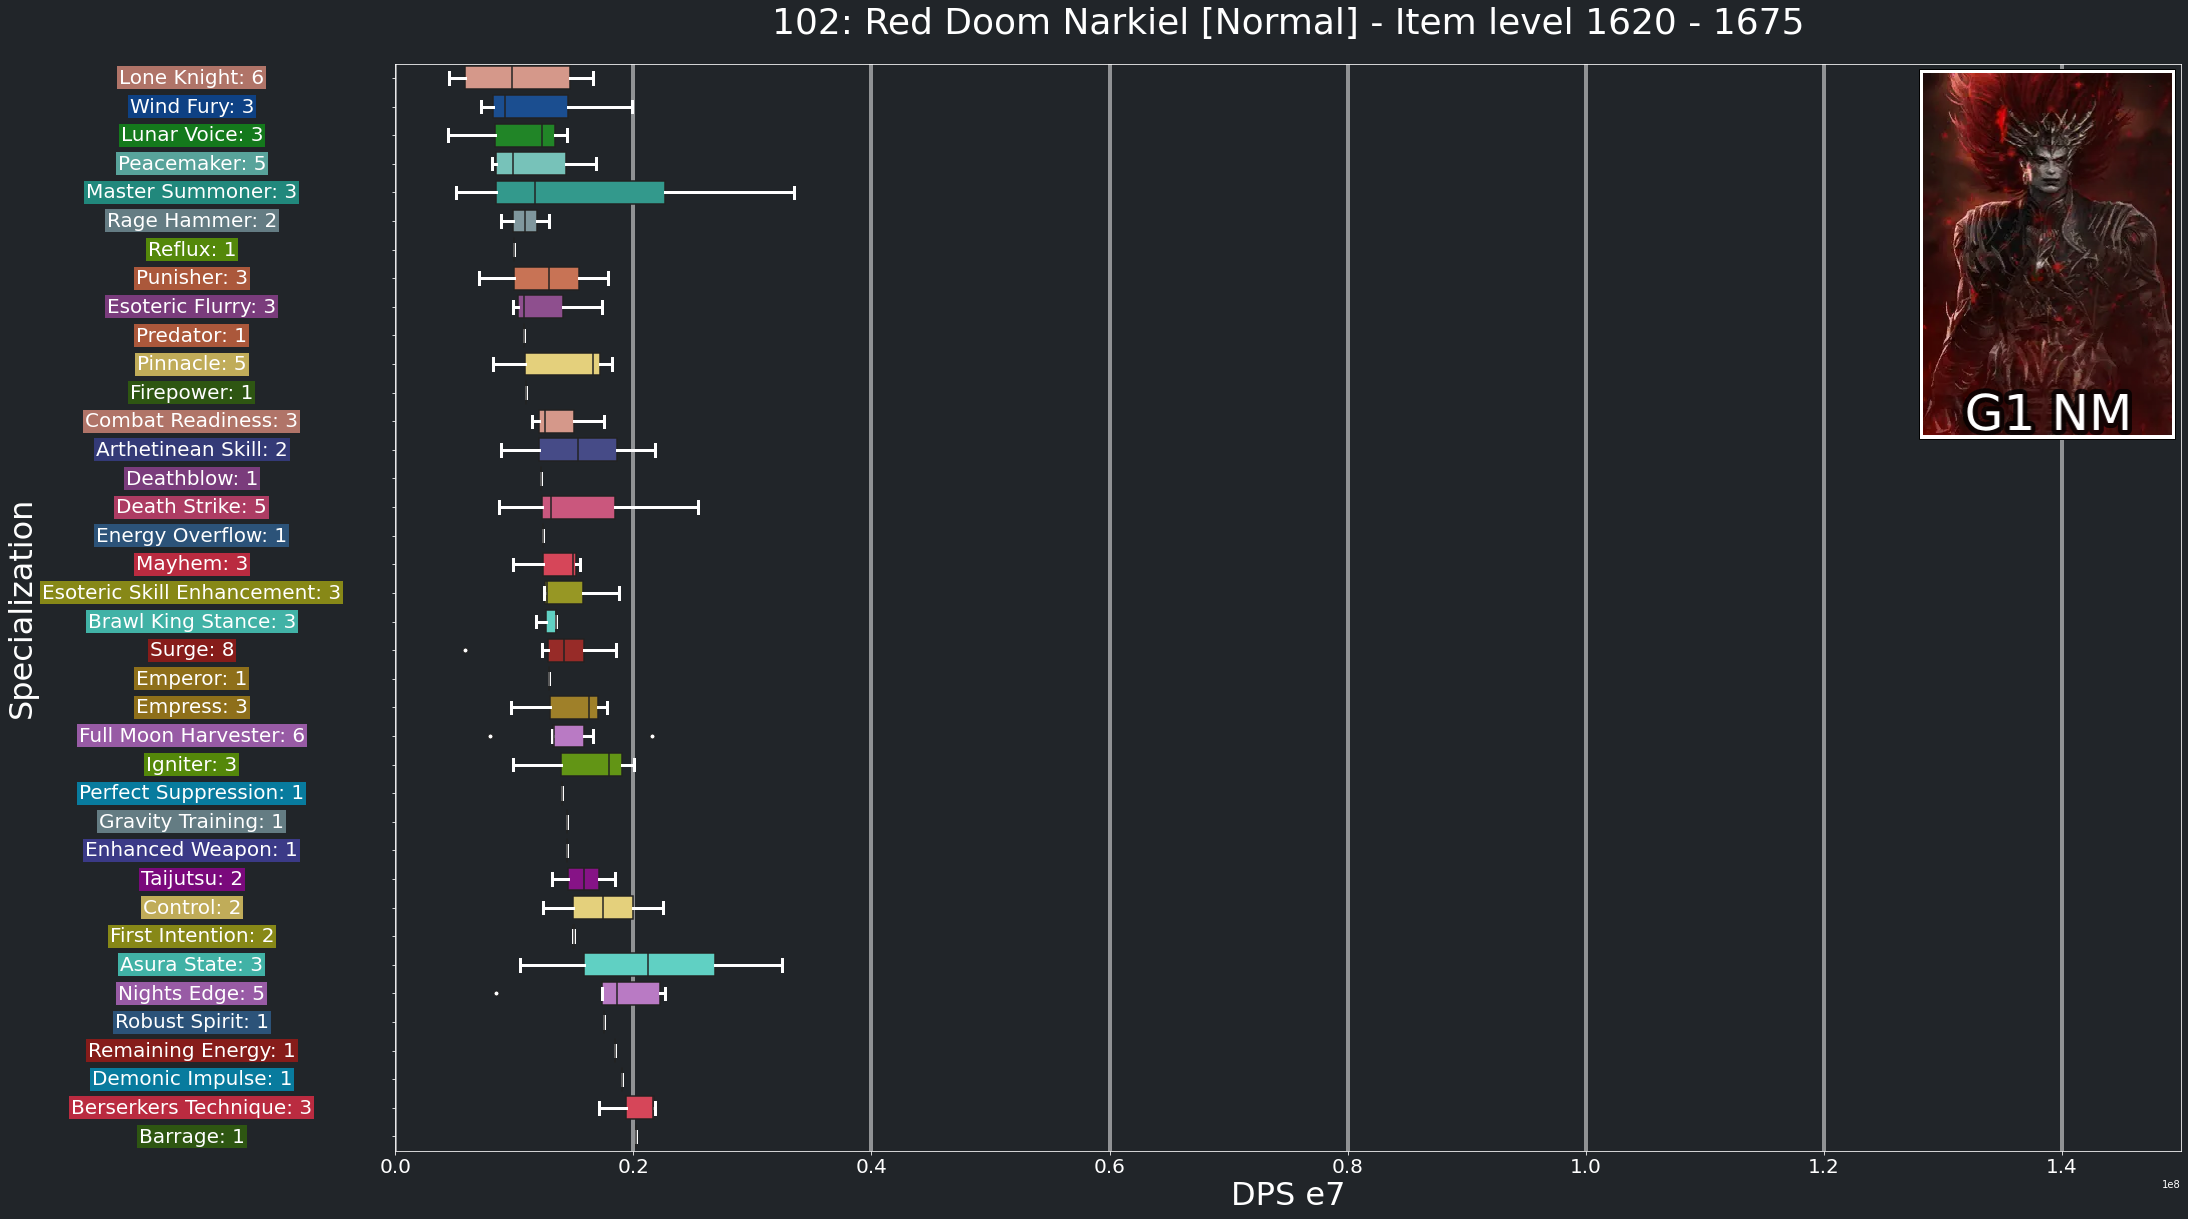 102: Red Doom Narkiel [Normal] - Item level 1620 - 1675
Lone Knight: 6
Wind Fury: 3
Lunar Voice: 3
Peacemaker: 5
Master Summoner: 3
Rage Hammer: 2
Reflux: 1
Punisher: 3
Esoteric Flurry: 3
Predator: 1
Pinnacle: 5
Firepower: 1
Combat Readiness: 3
Arthetinean Skill: 2
Deathblow: 1
Death Strike: 5
Energy Overflow: 1
Mayhem: 3
Esoteric Skill Enhancement: 3
Brawl King Stance: 3
Surge: 8
Emperor: 1
Empress: 3
Full Moon Harvester: 6
Igniter: 3
Perfect Suppression: 1
Gravity Training: 1
Enhanced Weapon: 1
Taijutsu: 2
Control: 2
First Intention: 2
Asura State: 3
Nights Edge: 5
Robust Spirit: 1
Remaining Energy: 1
Demonic Impulse: 1
Berserkers Technique: 3
Barrage: 1
Specialization
G1 NM
0.0 0.2 0.4 0.6 0.8 1.0 1.2 1.4
DPS e7
1e8